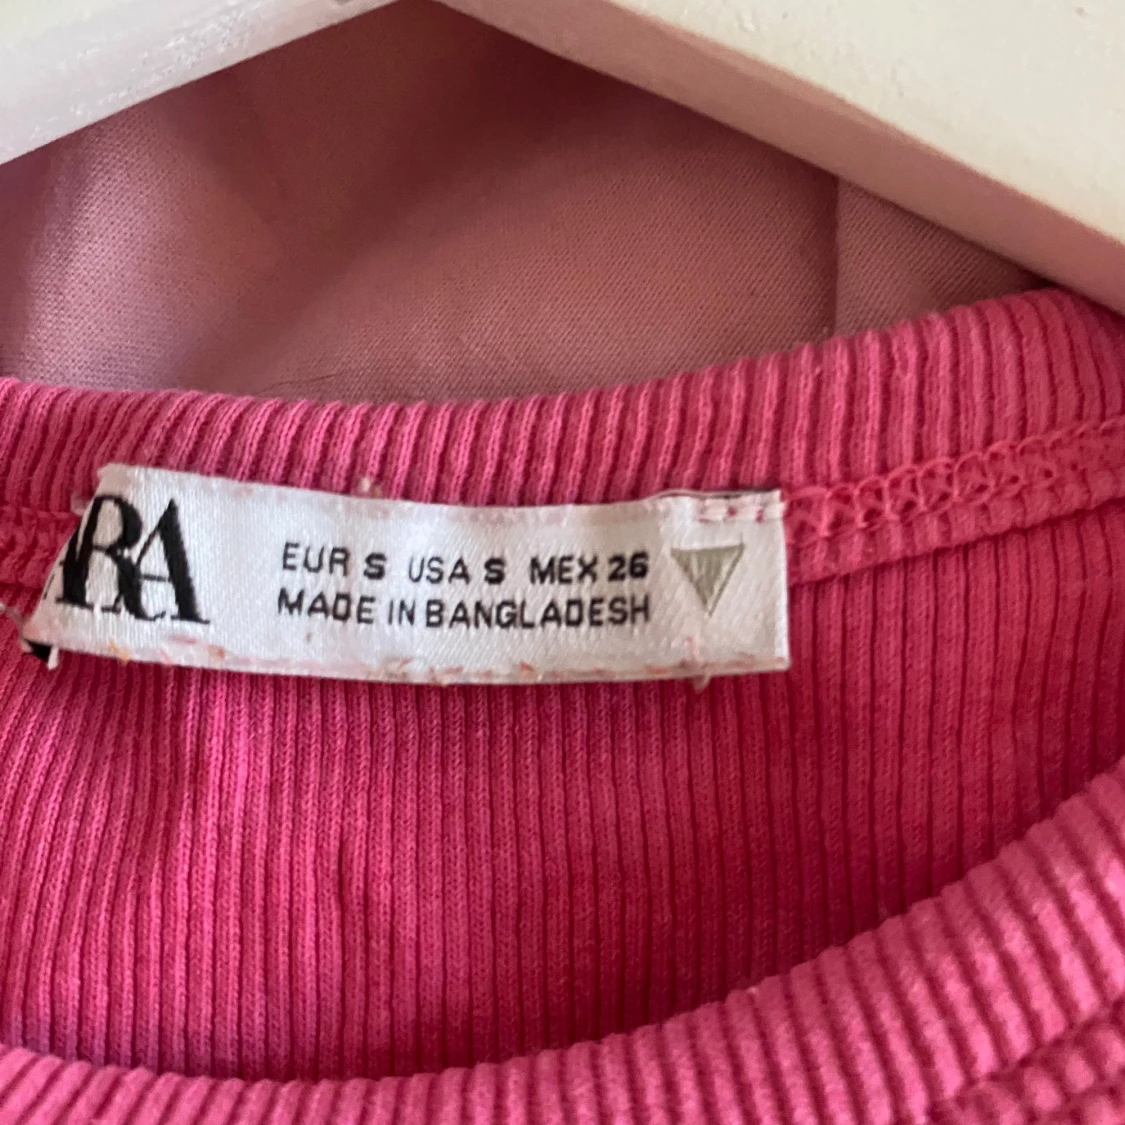 ARA
EUR S USA S MEX 26
MADE IN BANGLADESH